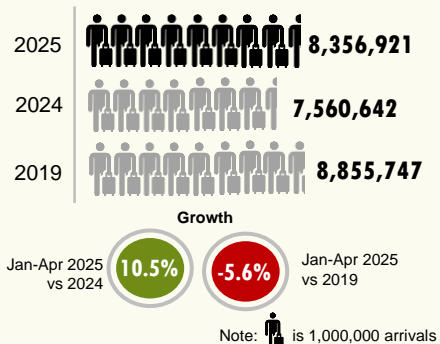 2025 8,356,921
2024 7,560,642
2019 8,855,747
Growth
Jan-Apr 2025 vs 2024
10.5%
-5.6%
Jan-Apr 2025 vs 2019
Note: is 1,000,000 arrivals